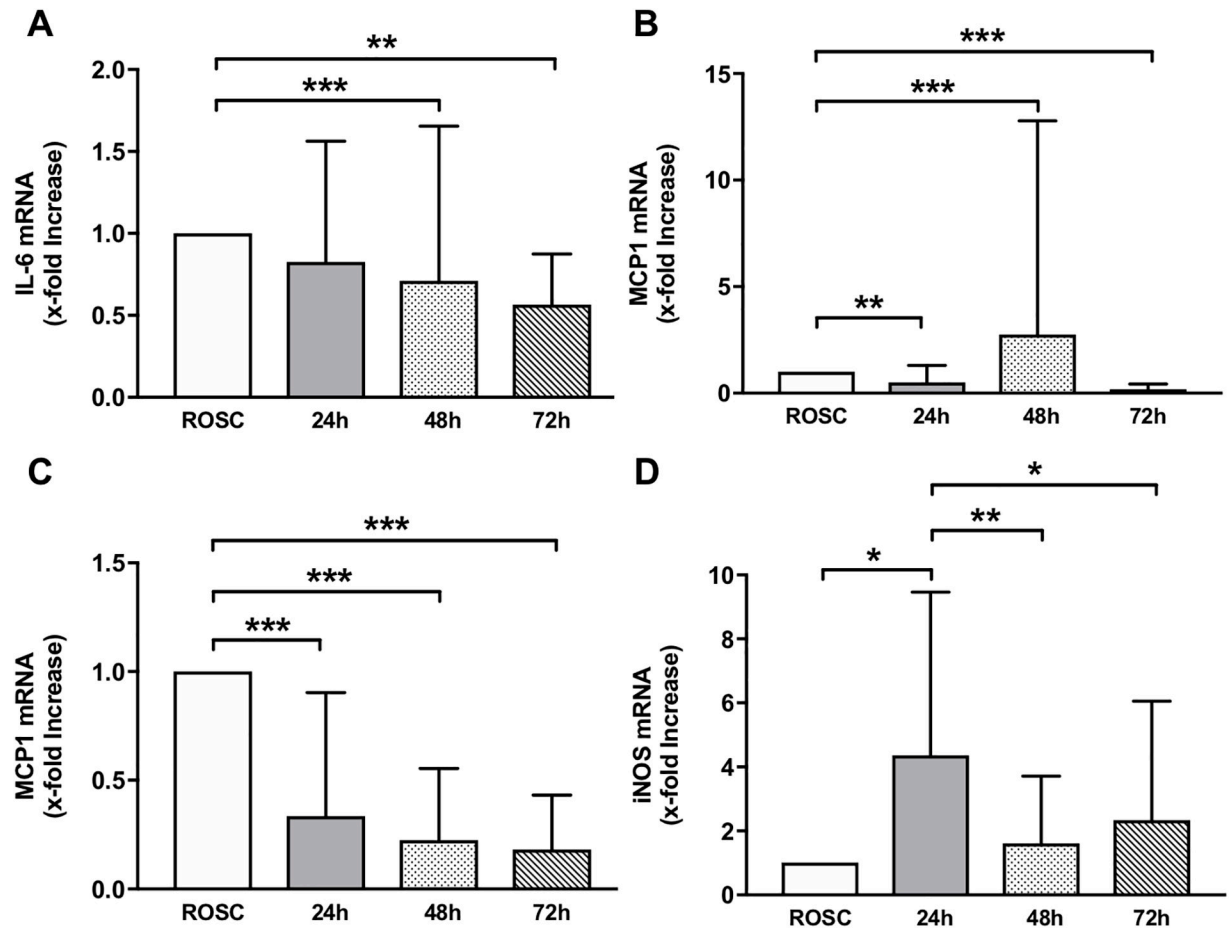 A
**
***
2.0
1.5
1.0
0.5
0.0
IL-6 mRNA
(x-fold Increase)
ROSC 24h 48h 72h
B
***
***
**
15
10
5
0
MCP1 mRNA
(x-fold Increase)
ROSC 24h 48h 72h
C
***
***
***
1.5
1.0
0.5
0.0
MCP1 mRNA
(x-fold Increase)
ROSC 24h 48h 72h
D
*
**
*
10
8
6
4
2
0
iNOS mRNA
(x-fold Increase)
ROSC 24h 48h 72h